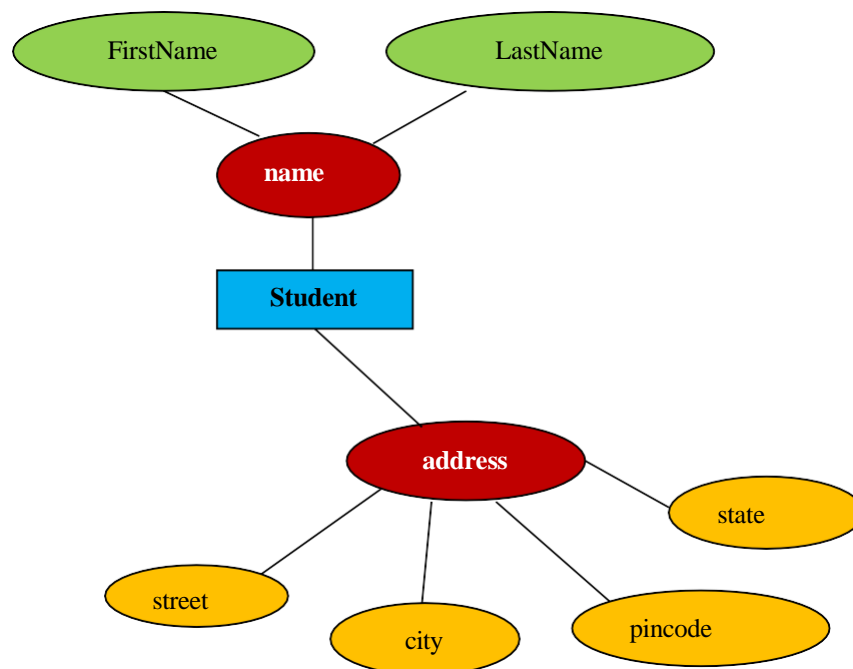 FirstName
LastName
name
Student
address
state
street
city
pincode